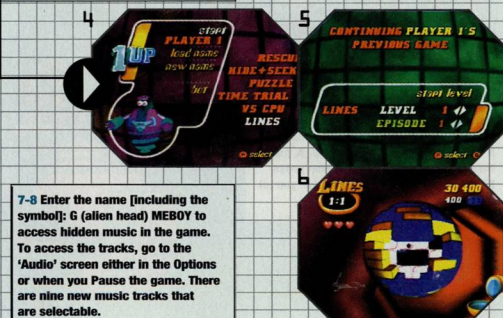 4
start
PLAYER 1
load name
new name
1UP
RESCUE
HIDE+SEEK
PUZZLE
TIME TRIAL
VS CPU
LINES
select
5
CONTINUING PLAYER 1'S
PREVIOUS GAME
start level
LINES LEVEL 1
EPISODE 1
select
7-8 Enter the name [including the
symbol]: G (alien head) MEBOY to
access hidden music in the game.
To access the tracks, go to the
‘Audio’ screen either in the Options
or when you Pause the game. There
are nine new music tracks that
are selectable.
6
LINES
1:1
30 400
400